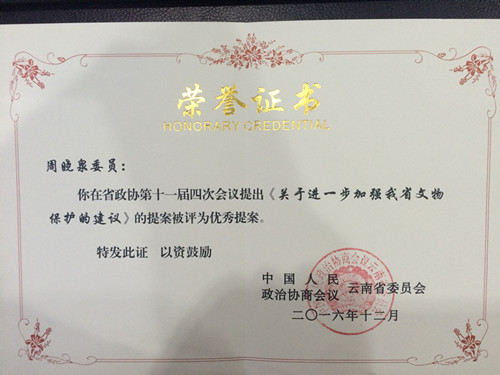 荣誉证书
HONORARY CREDENTIAL
周晓泉委员：
你在省政协第十一届四次会议提出《关于进一步加强我省文物
保护的建议》的提案被评为优秀提案。
特发此证 以资鼓励
中国人民
政治协商会议 云南省委员会
二〇一六年十二月